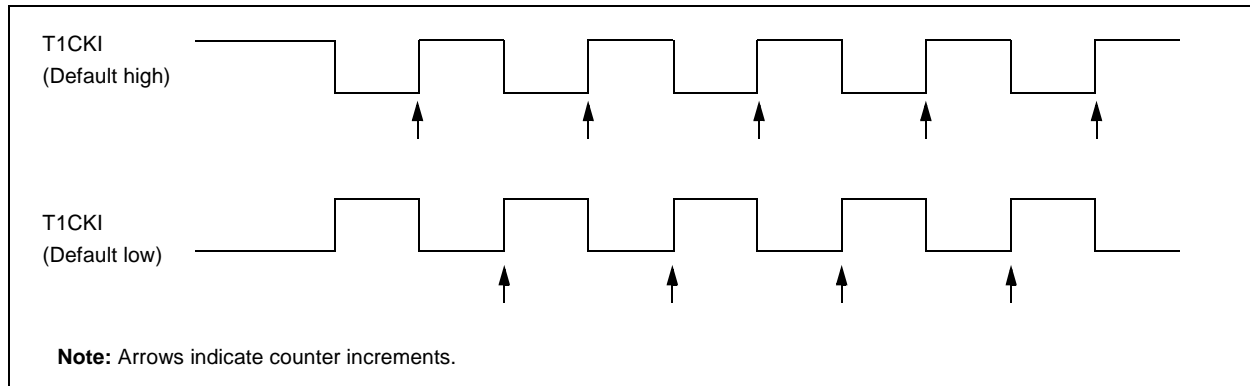 T1CKI
(Default high)
T1CKI
(Default low)
Note: Arrows indicate counter increments.